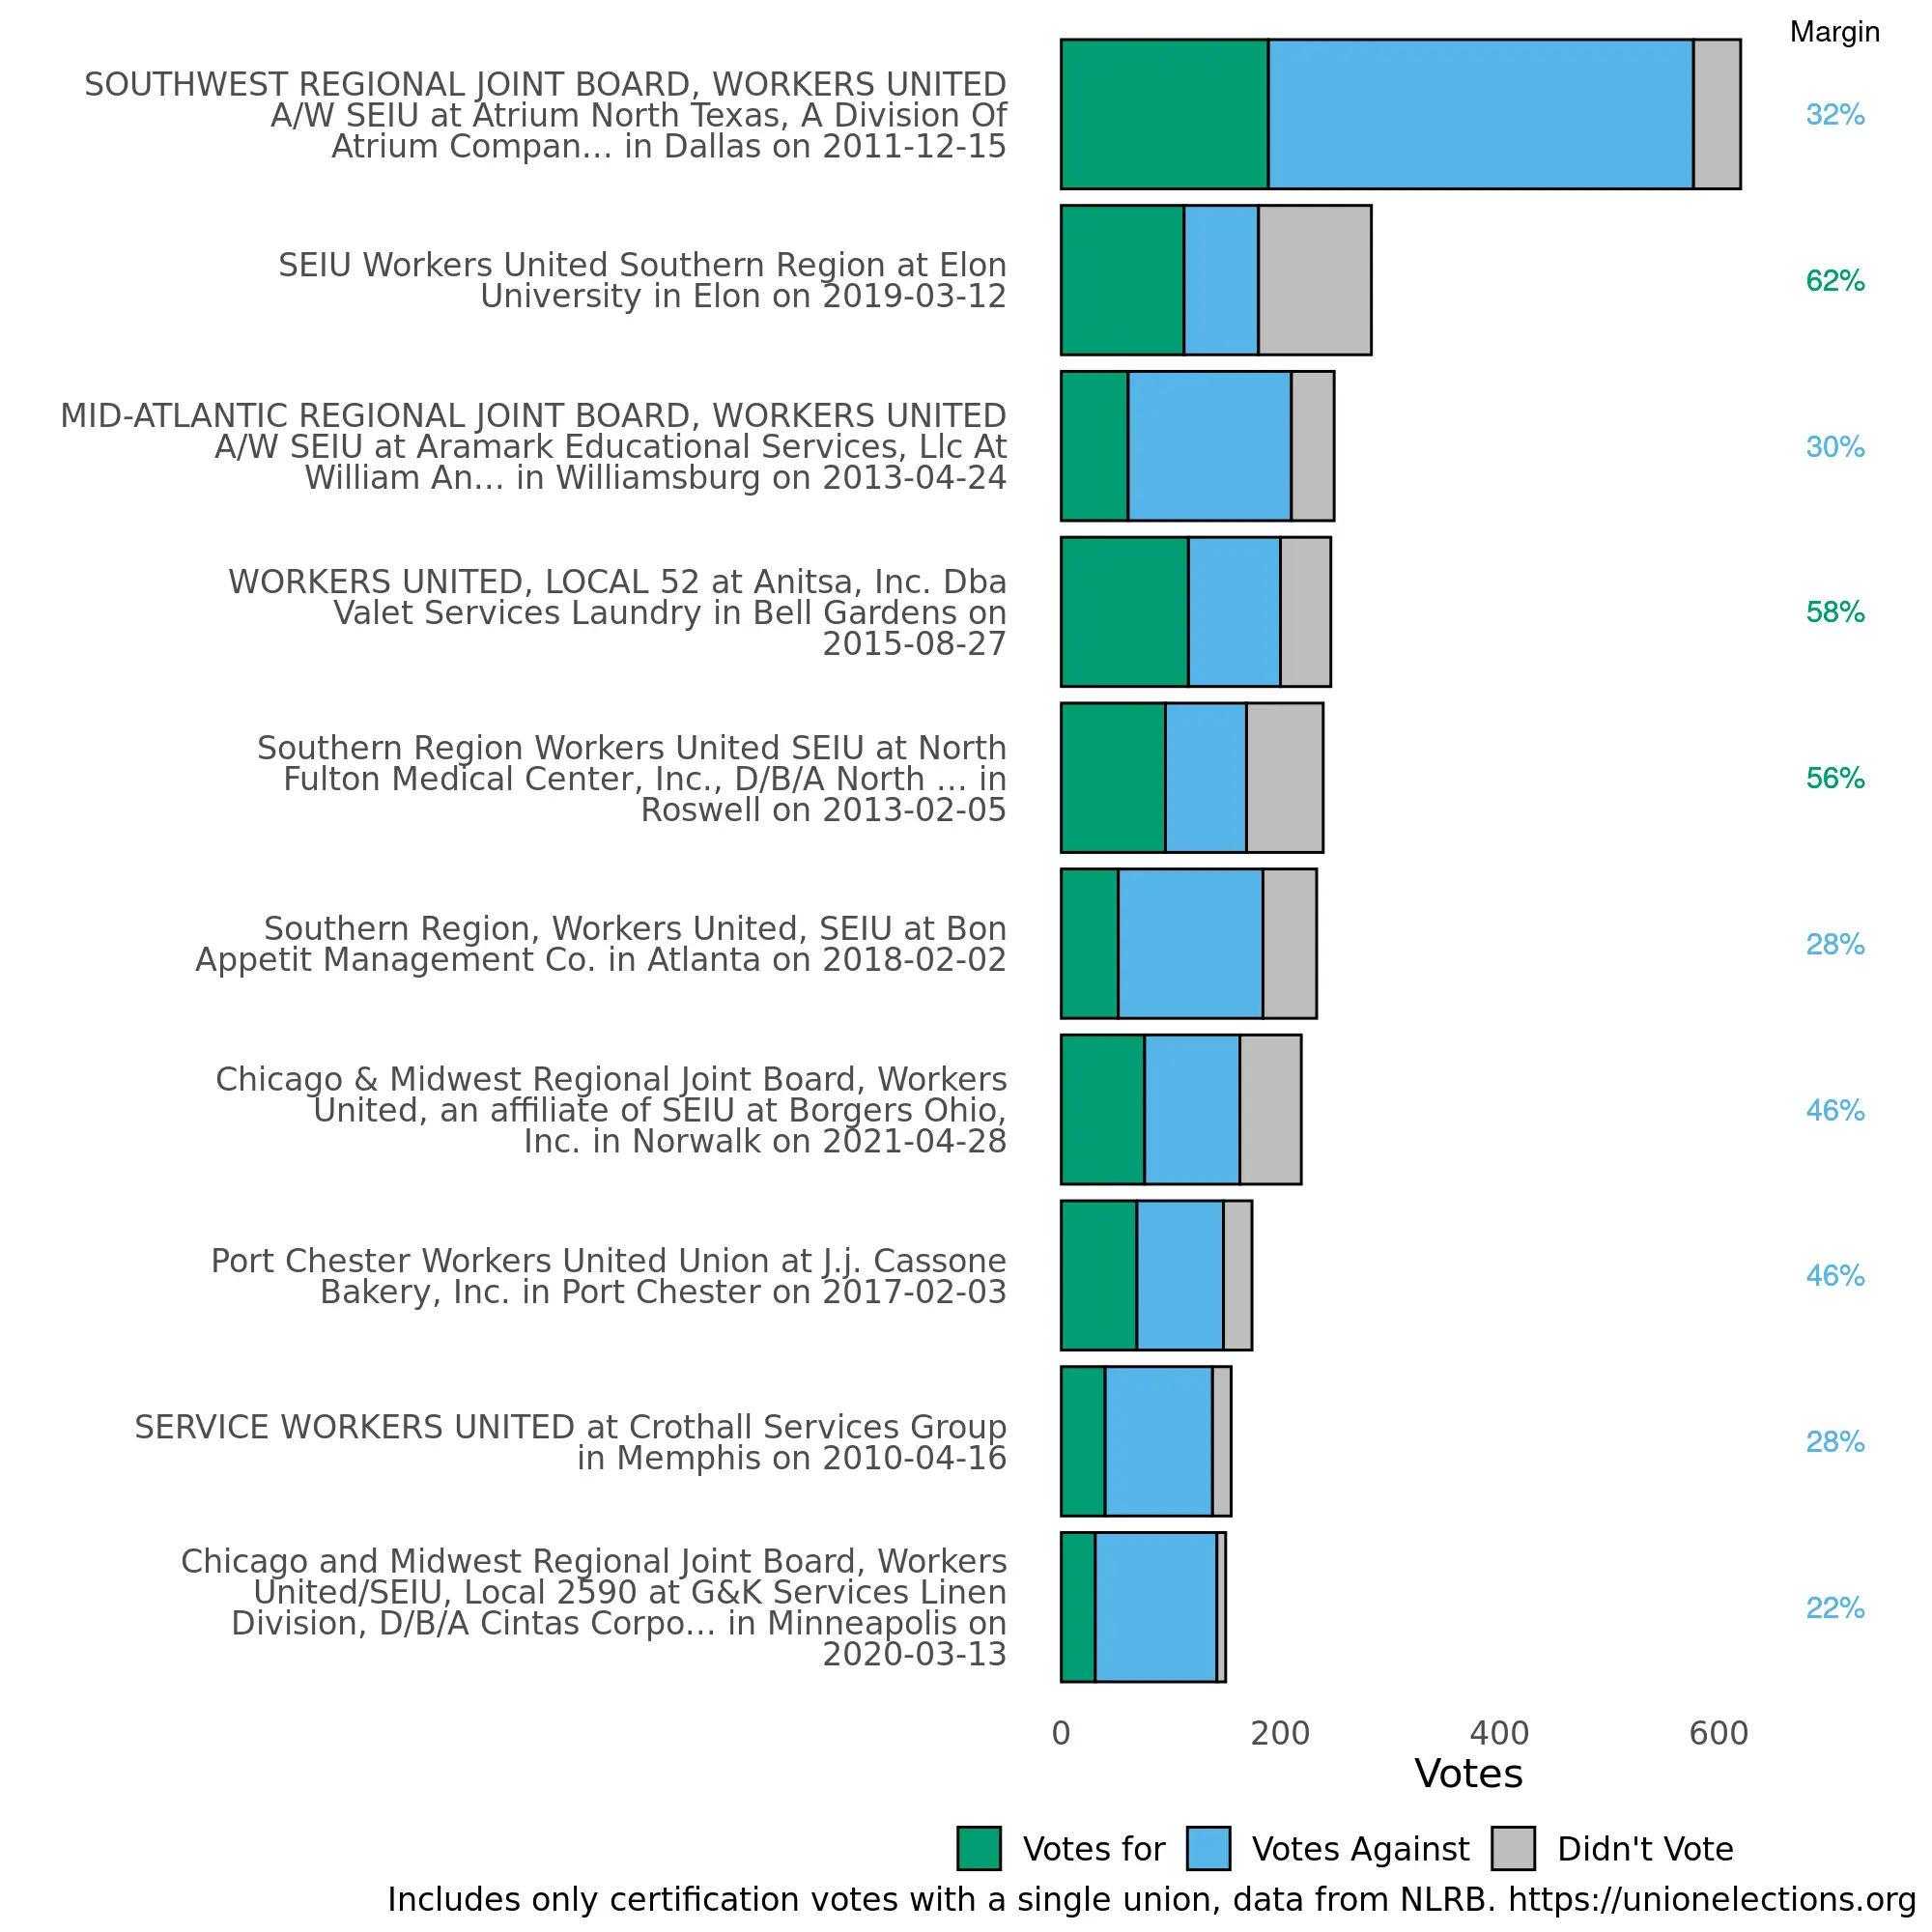 Margin
SOUTHWEST REGIONAL JOINT BOARD, WORKERS UNITED
A/W SEIU at Atrium North Texas, A Division Of
Atrium Compan... in Dallas on 2011-12-15
32%
SEIU Workers United Southern Region at Elon
University in Elon on 2019-03-12
62%
MID-ATLANTIC REGIONAL JOINT BOARD, WORKERS UNITED
A/W SEIU at Aramark Educational Services, Llc At
William An... in Williamsburg on 2013-04-24
30%
WORKERS UNITED, LOCAL 52 at Anitsa, Inc. Dba
Valet Services Laundry in Bell Gardens on
2015-08-27
58%
Southern Region Workers United SEIU at North
Fulton Medical Center, Inc., D/B/A North ... in
Roswell on 2013-02-05
56%
Southern Region, Workers United, SEIU at Bon
Appetit Management Co. in Atlanta on 2018-02-02
28%
Chicago & Midwest Regional Joint Board, Workers
United, an affiliate of SEIU at Borgers Ohio,
Inc. in Norwalk on 2021-04-28
46%
Port Chester Workers United Union at J.j. Cassone
Bakery, Inc. in Port Chester on 2017-02-03
46%
SERVICE WORKERS UNITED at Crothall Services Group
in Memphis on 2010-04-16
28%
Chicago and Midwest Regional Joint Board, Workers
United/SEIU, Local 2590 at G&K Services Linen
Division, D/B/A Cintas Corpo... in Minneapolis on
2020-03-13
22%
0 200 400 600
Votes
Votes for Votes Against Didn't Vote
Includes only certification votes with a single union, data from NLRB. https://unionelections.org